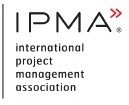 IPMA®
international
project
management
association